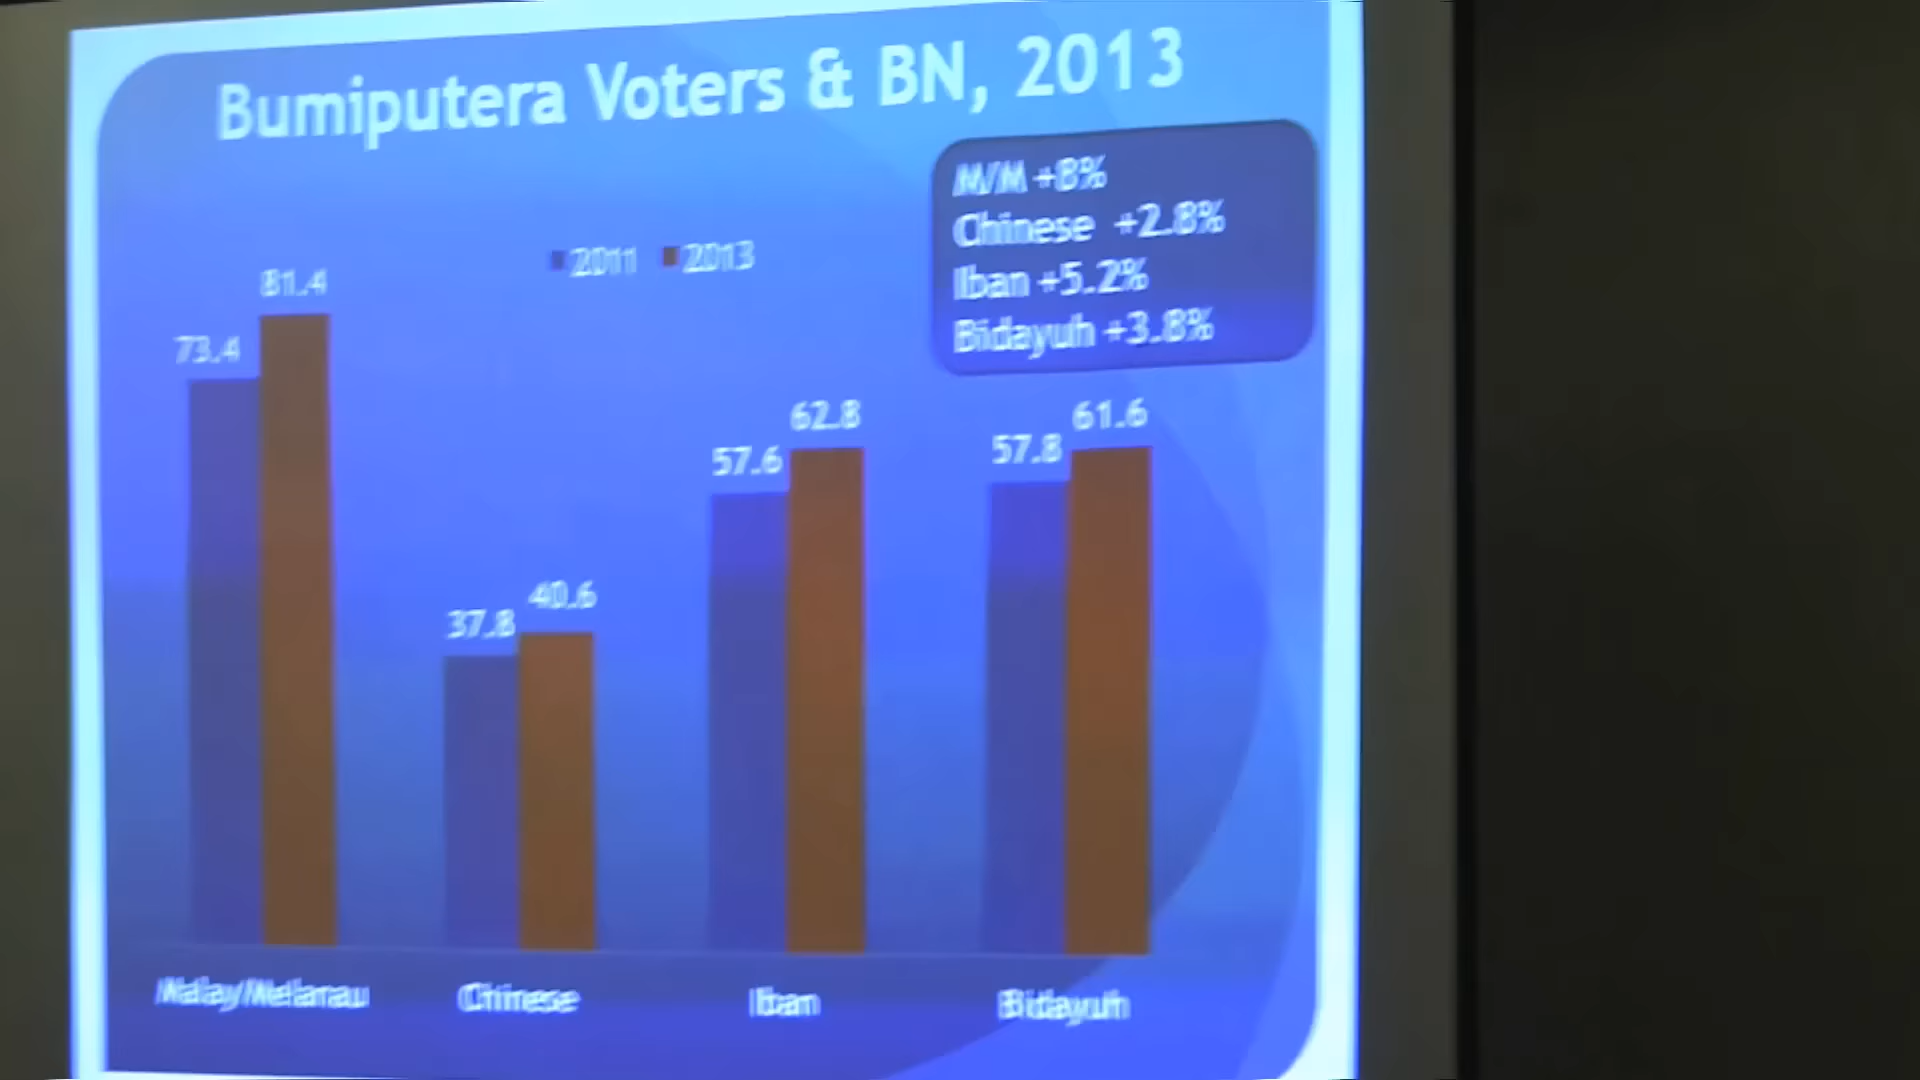 Bumiputera Voters & BN, 2013
M/M +8%
Chinese +2.8%
Iban +5.2%
Bidayuh +3.8%
2011 2013
73.4 81.4
37.8 40.6
57.6 62.8
57.8 61.6
Malay/Melanau Chinese Iban Bidayuh